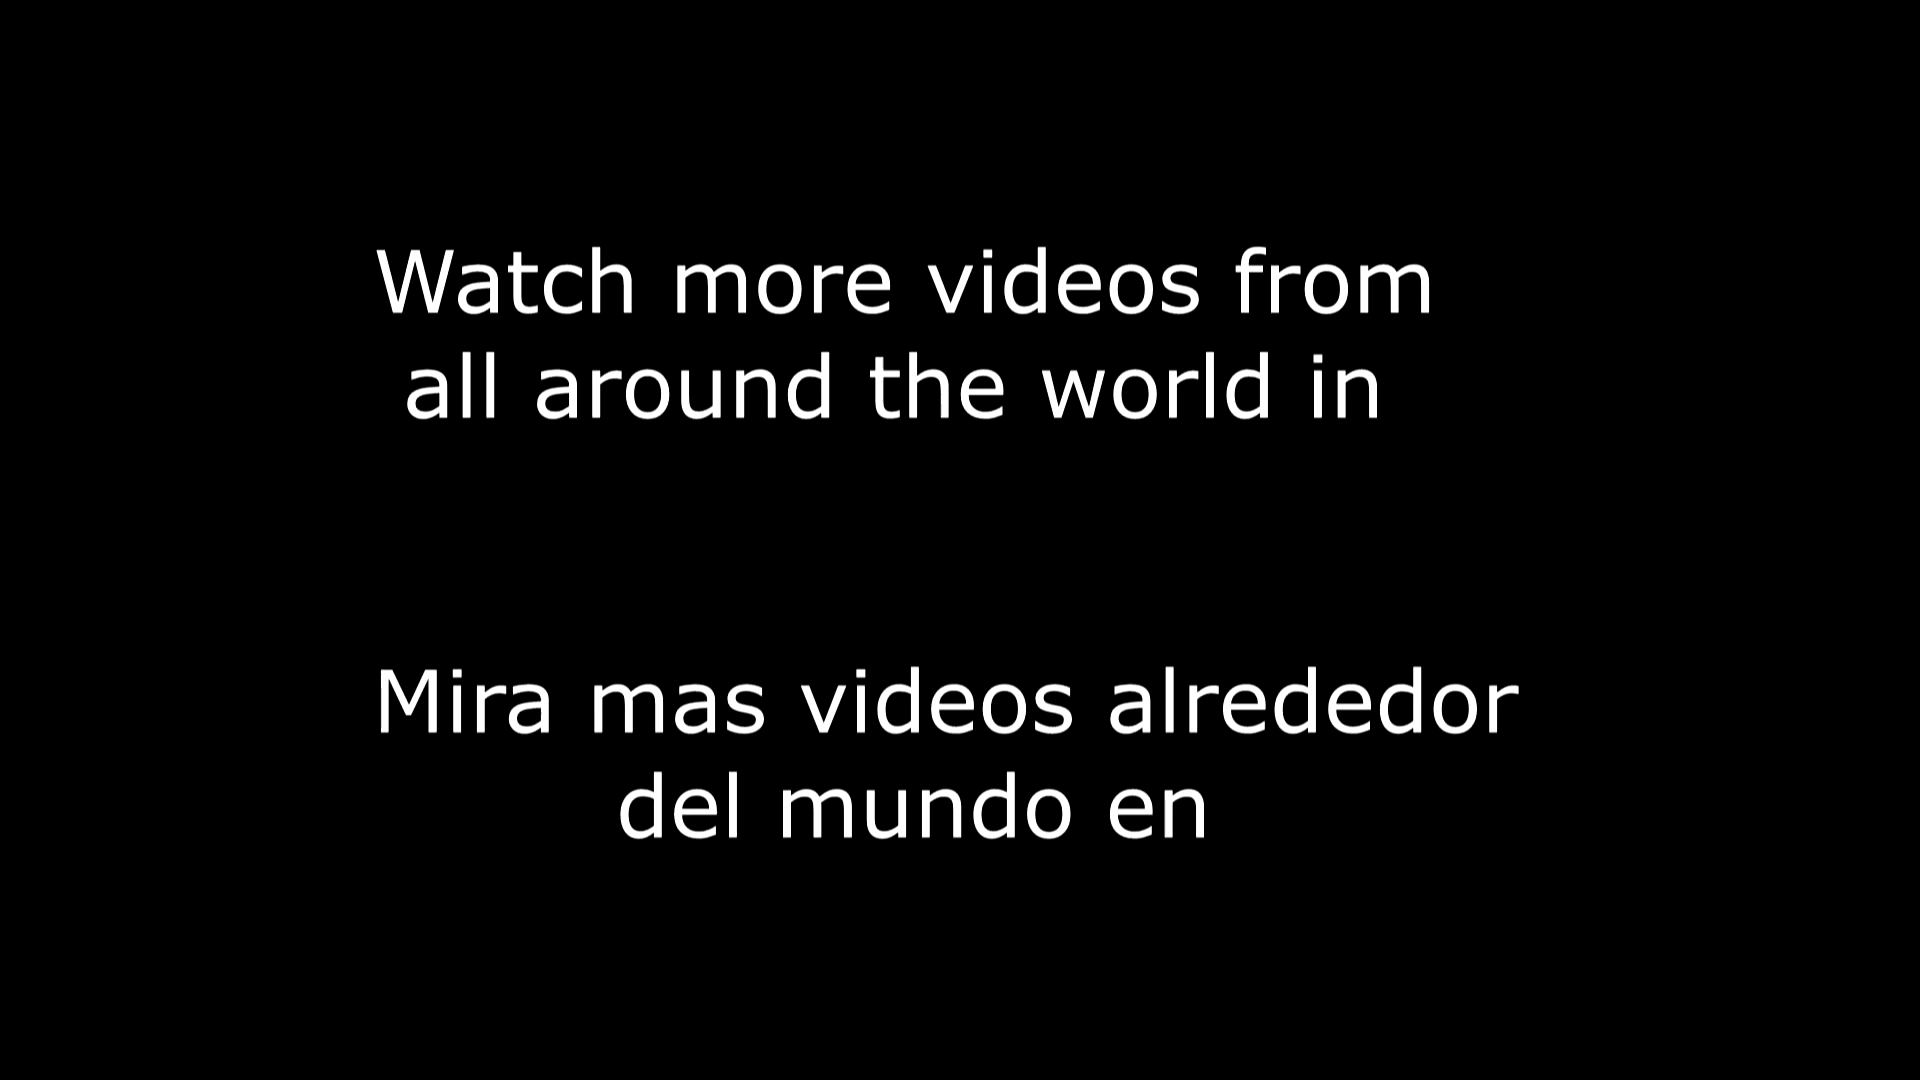 Watch more videos from
all around the world in
Mira mas videos alrededor
del mundo en